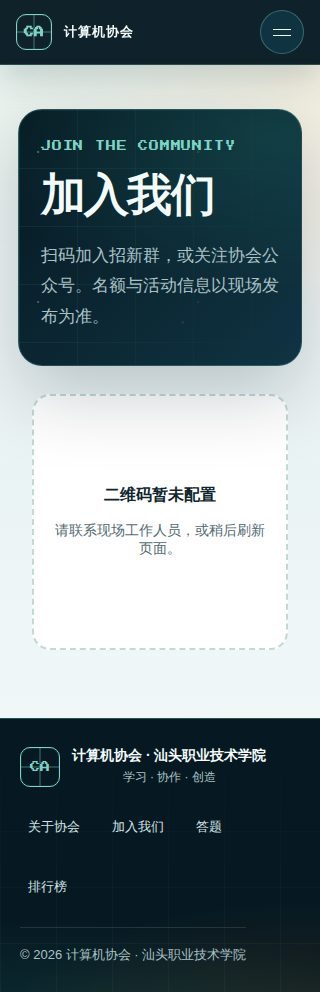 CA 计算机协会
JOIN THE COMMUNITY
加入我们
扫码加入招新群，或关注协会公
众号。名额与活动信息以现场发
布为准。
二维码暂未配置
请联系现场工作人员，或稍后刷新
页面。
CA 计算机协会 · 汕头职业技术学院
学习 · 协作 · 创造
关于协会 加入我们 答题
排行榜
© 2026 计算机协会 · 汕头职业技术学院